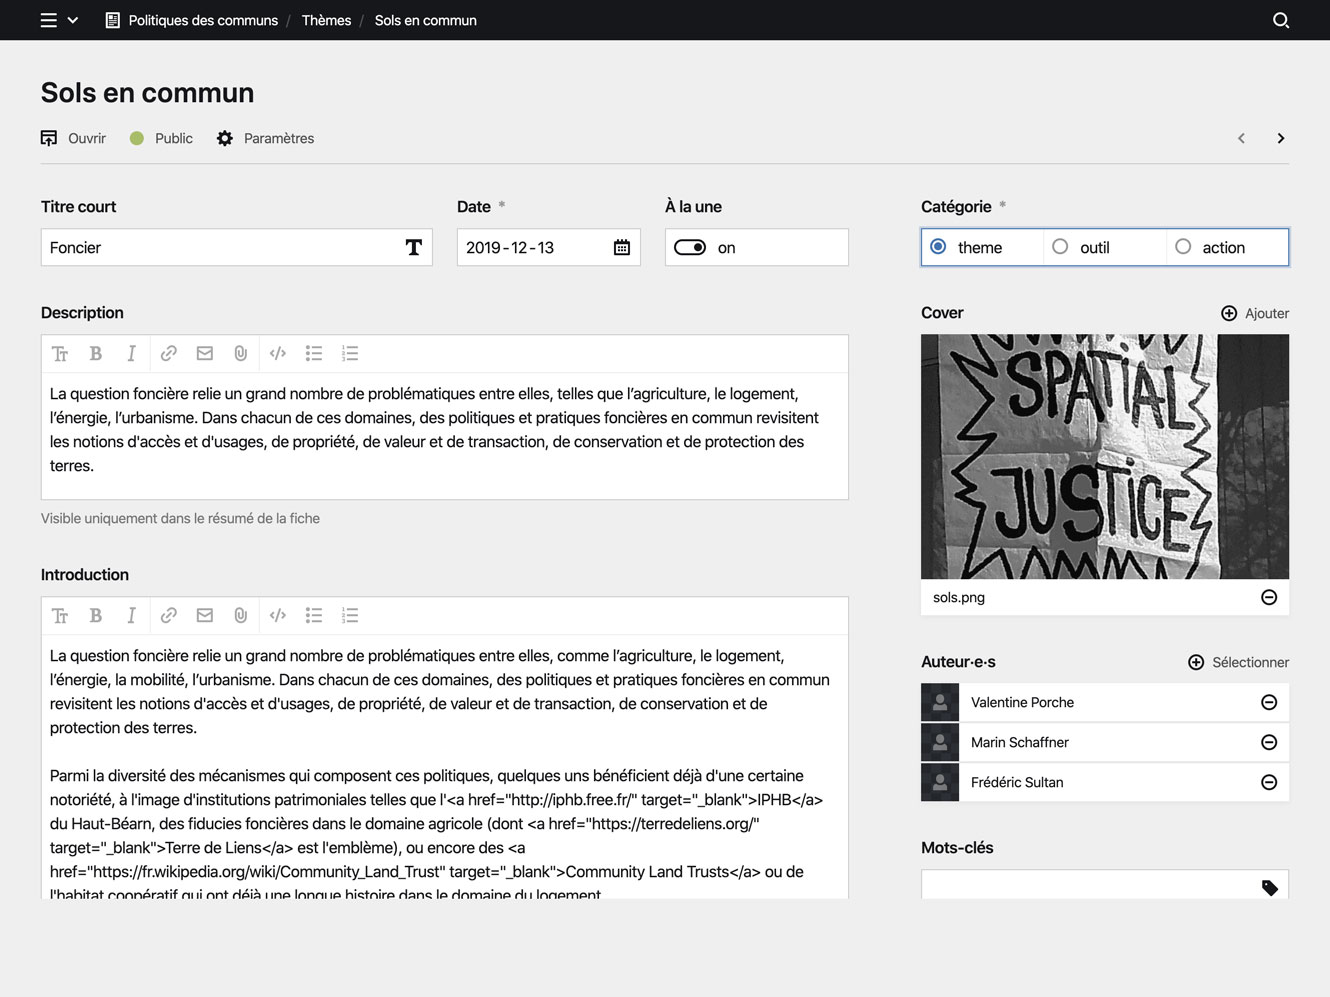 Politiques des communs / Thèmes / Sols en commun
Sols en commun
Ouvrir Public Paramètres
Titre court
Foncier
Date *
2019-12-13
À la une
on
Catégorie *
theme outil action
Description
La question foncière relie un grand nombre de problématiques entre elles, telles que l’agriculture, le logement,
l’énergie, l’urbanisme. Dans chacun de ces domaines, des politiques et pratiques foncières en commun revisitent
les notions d'accès et d'usages, de propriété, de valeur et de transaction, de conservation et de protection des
terres.
Visible uniquement dans le résumé de la fiche
Introduction
La question foncière relie un grand nombre de problématiques entre elles, comme l’agriculture, le logement,
l’énergie, la mobilité, l’urbanisme. Dans chacun de ces domaines, des politiques et pratiques foncières en commun
revisitent les notions d'accès et d'usages, de propriété, de valeur et de transaction, de conservation et de
protection des terres.
Parmi la diversité des mécanismes qui composent ces politiques, quelques uns bénéficient déjà d'une certaine
notoriété, à l'image d'institutions patrimoniales telles que l'<a href="http://iphb.free.fr/" target="_blank">IPHB</a>
du Haut-Béarn, des fiducies foncières dans le domaine agricole (dont <a href="https://terredeliens.org/"
target="_blank">Terre de Liens</a> est l'emblème), ou encore des <a
href="https://fr.wikipedia.org/wiki/Community_Land_Trust" target="_blank">Community Land Trusts</a> ou de
l'habitat coopératif qui ont déjà une longue histoire dans le domaine du logement
Cover
Ajouter
SPATIAL
JUSTICE
sols.png
Auteur·e·s
Sélectionner
Valentine Porche
Marin Schaffner
Frédéric Sultan
Mots-clés